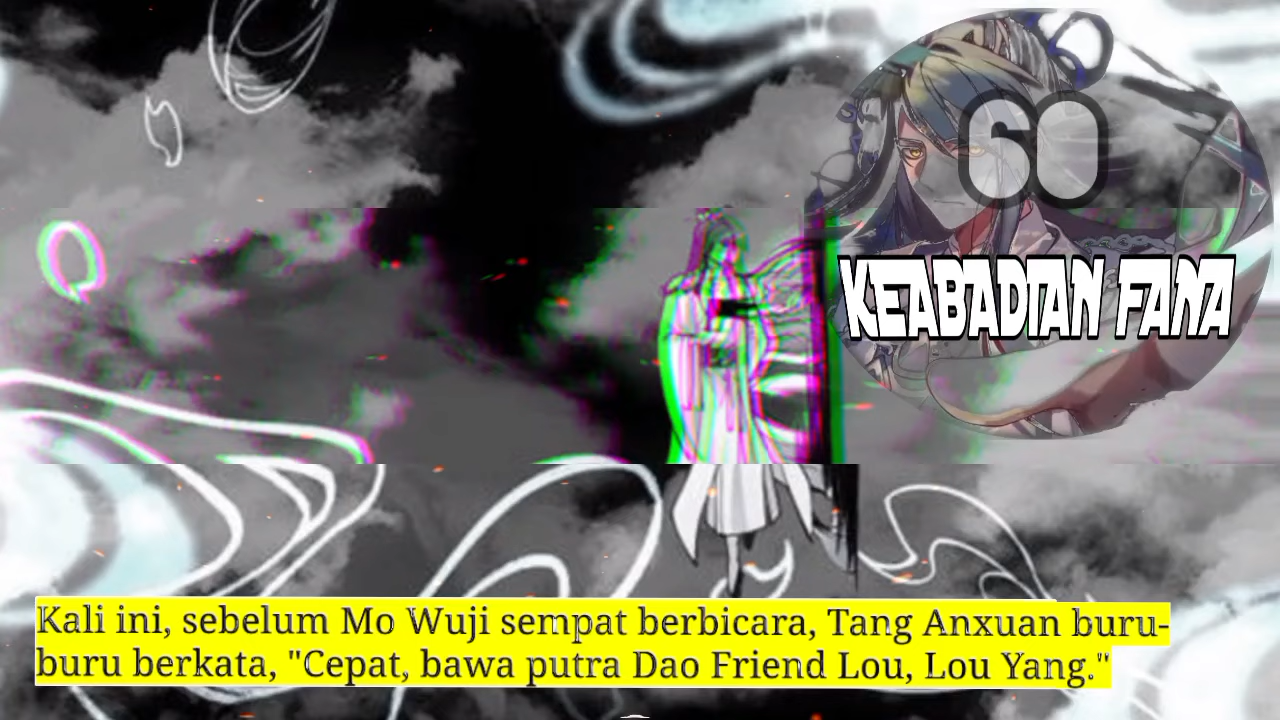 60
KEABADIAN FANA
Kali ini, sebelum Mo Wuji sempat berbicara, Tang Anxuan buru-
buru berkata, "Cepat, bawa putra Dao Friend Lou, Lou Yang."